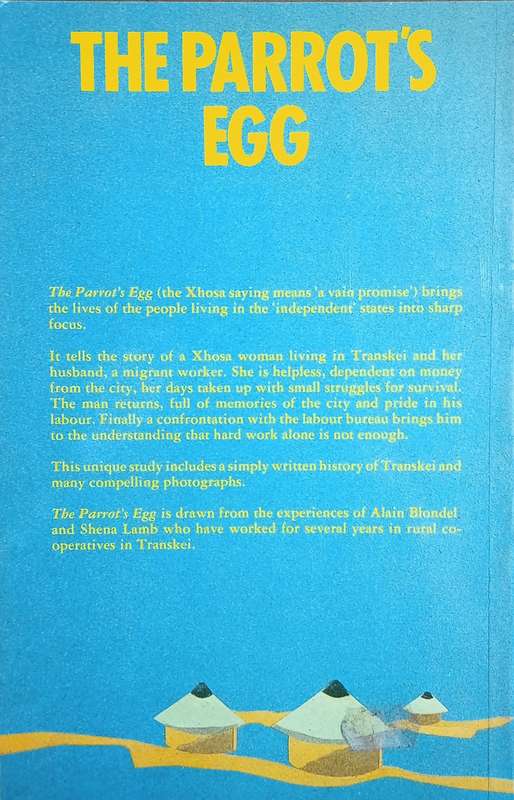 THE PARROT'S
EGG
The Parrot's Egg (the Xhosa saying means 'a vain promise') brings
the lives of the people living in the 'independent' states into sharp
focus.
It tells the story of a Xhosa woman living in Transkei and her
husband, a migrant worker. She is helpless, dependent on money
from the city, her days taken up with small struggles for survival.
The man returns, full of memories of the city and pride in his
labour. Finally a confrontation with the labour bureau brings him
to the understanding that hard work alone is not enough.
This unique study includes a simply written history of Transkei and
many compelling photographs.
The Parrot's Egg is drawn from the experiences of Alain Blondel
and Shena Lamb who have worked for several years in rural co-
operatives in Transkei.